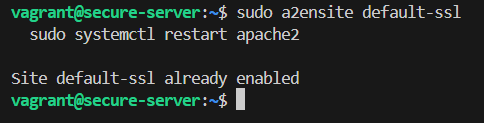 vagrant@secure-server:~$ sudo a2ensite default-ssl
  sudo systemctl restart apache2

Site default-ssl already enabled
vagrant@secure-server:~$